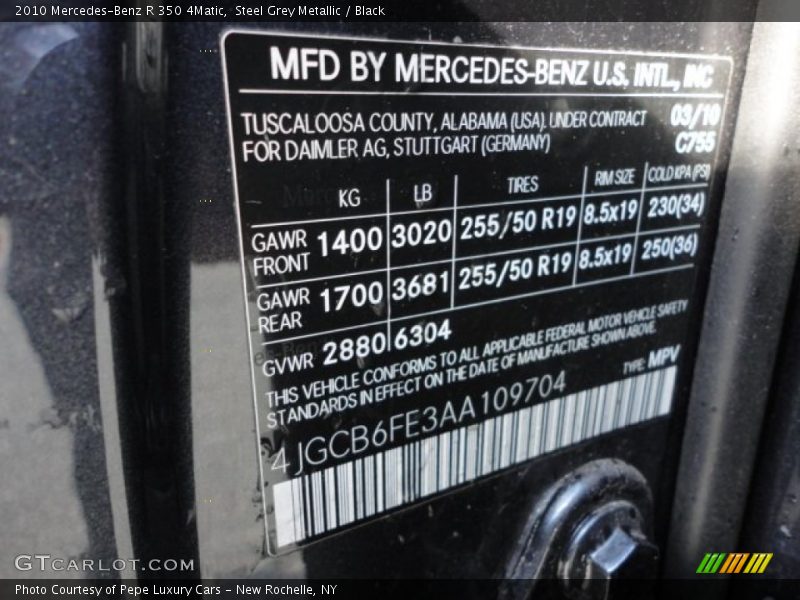 2010 Mercedes-Benz R 350 4Matic, Steel Grey Metallic / Black
MFD BY MERCEDES-BENZ U.S. INTL., INC
TUSCALOOSA COUNTY, ALABAMA (USA). UNDER CONTRACT 03/10
FOR DAIMLER AG, STUTTGART (GERMANY) C755
KG LB TIRES RIM SIZE COLD KPA (PSI)
GAWR FRONT 1400 3020 255/50 R19 8.5x19 230(34)
GAWR REAR 1700 3681 255/50 R19 8.5x19 250(36)
GVWR 2880 6304
THIS VEHICLE CONFORMS TO ALL APPLICABLE FEDERAL MOTOR VEHICLE SAFETY
STANDARDS IN EFFECT ON THE DATE OF MANUFACTURE SHOWN ABOVE.
TYPE: MPV
4JGCB6FE3AA109704
GTCARLOT.COM
Photo Courtesy of Pepe Luxury Cars - New Rochelle, NY